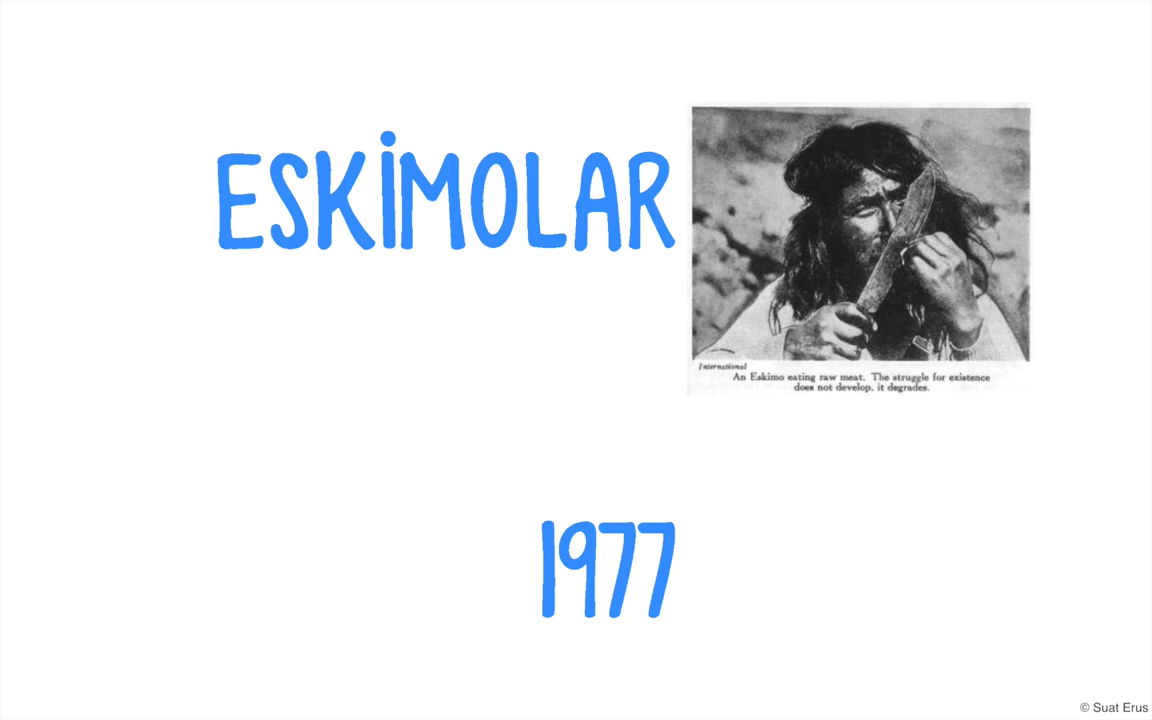 ESKİMOLAR
International
An Eskimo eating raw meat. The struggle for existence
does not develop, it degrades.
1977
© Suat Erus